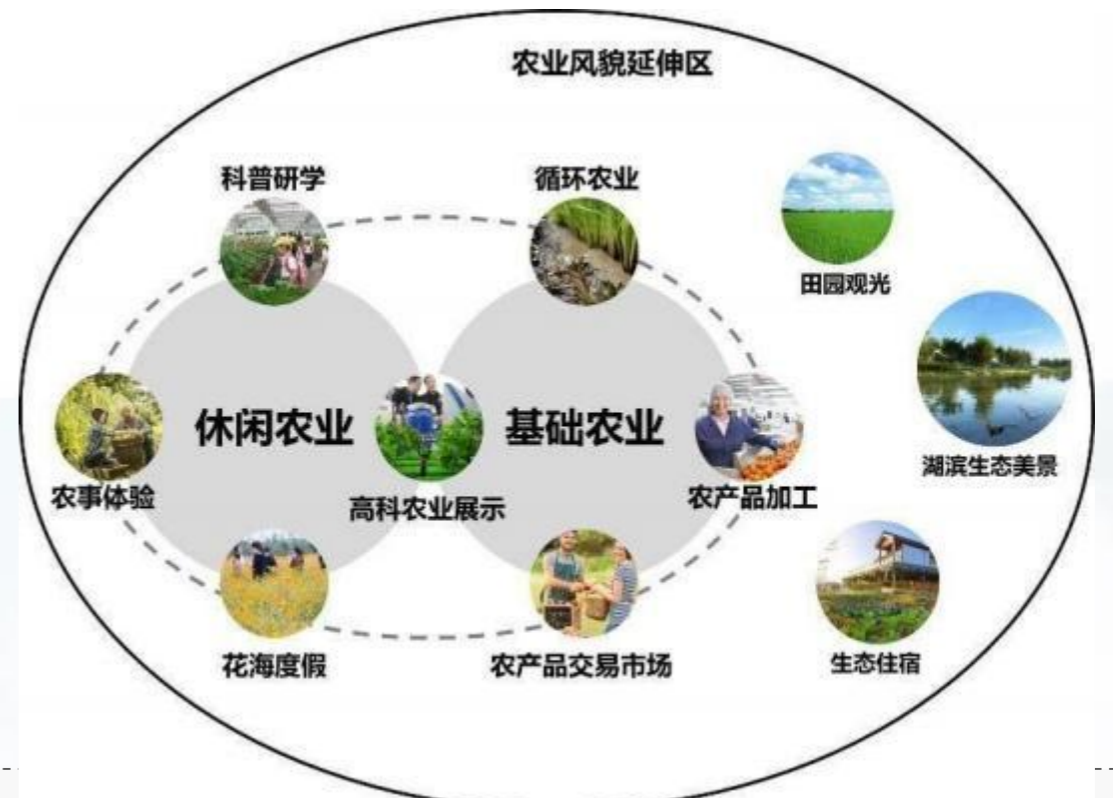 农业风貌延伸区
科普研学
循环农业
田园观光
休闲农业
基础农业
湖滨生态美景
农事体验
高科农业展示
农产品加工
花海度假
农产品交易市场
生态住宿